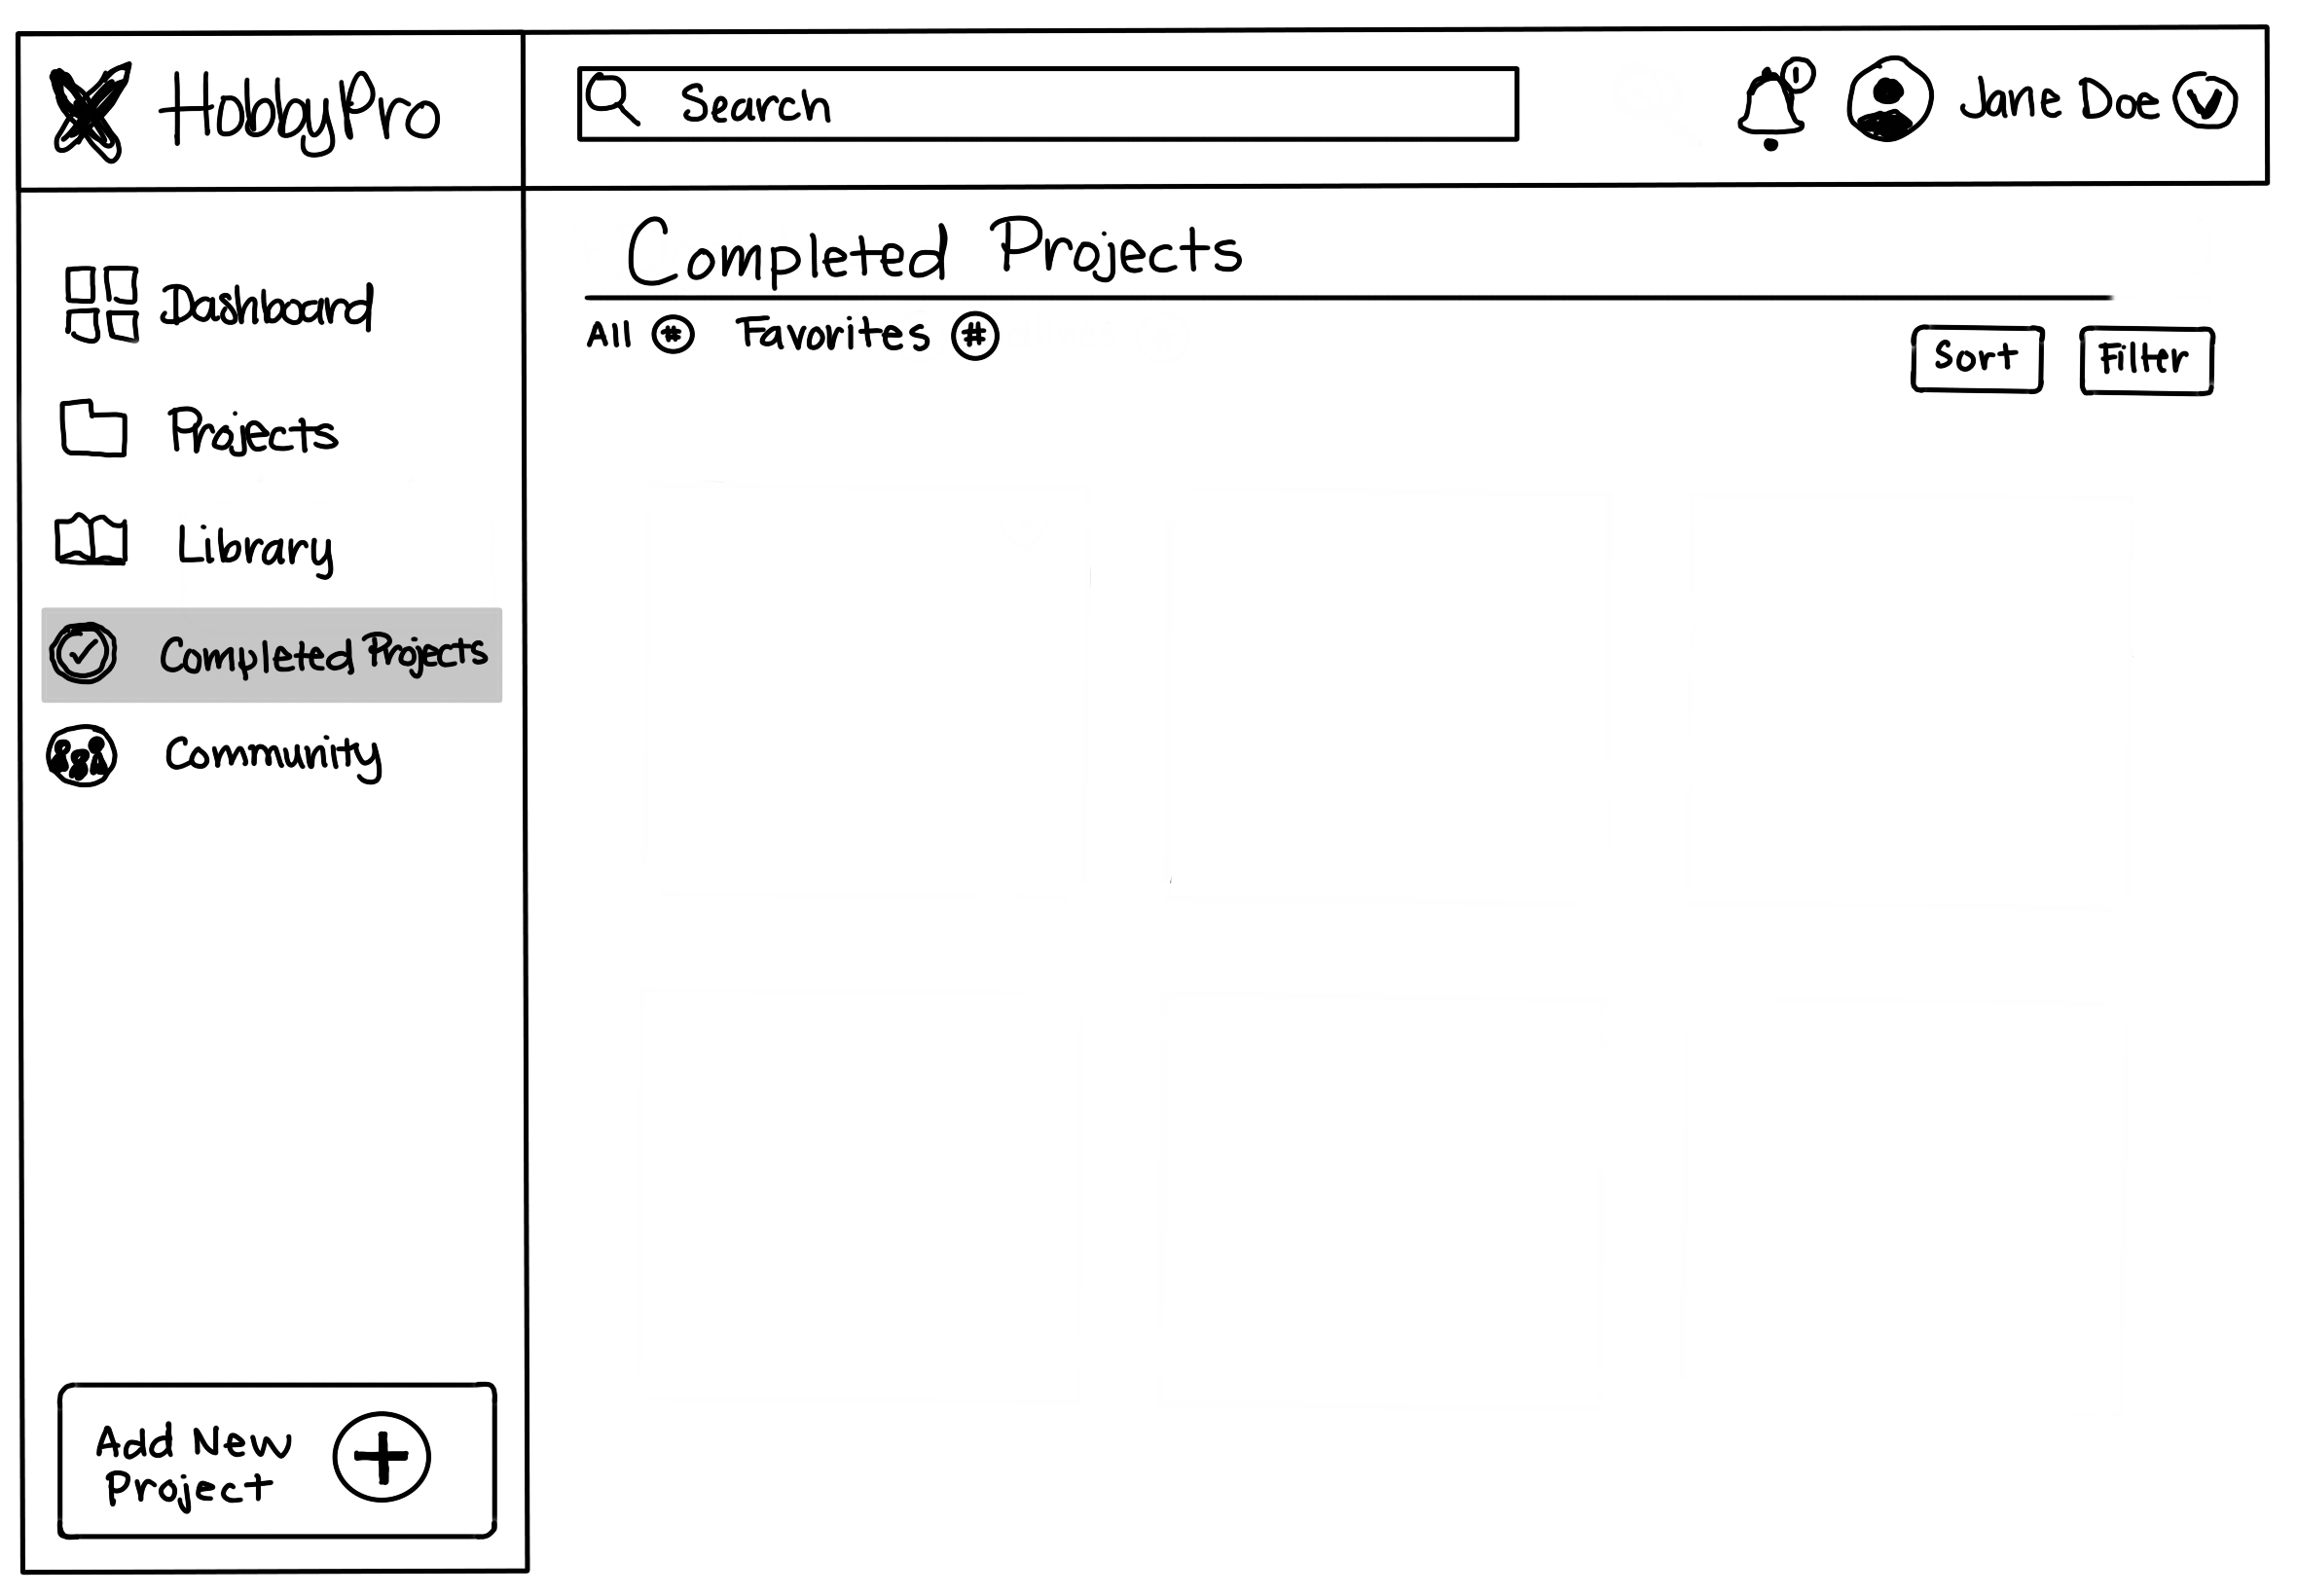 HobbyPro
Search
1
Jane Doe
Completed Projects
All #
Favorites #
Sort
Filter
Dashboard
Projects
Library
Completed Projects
Community
Add New
Project